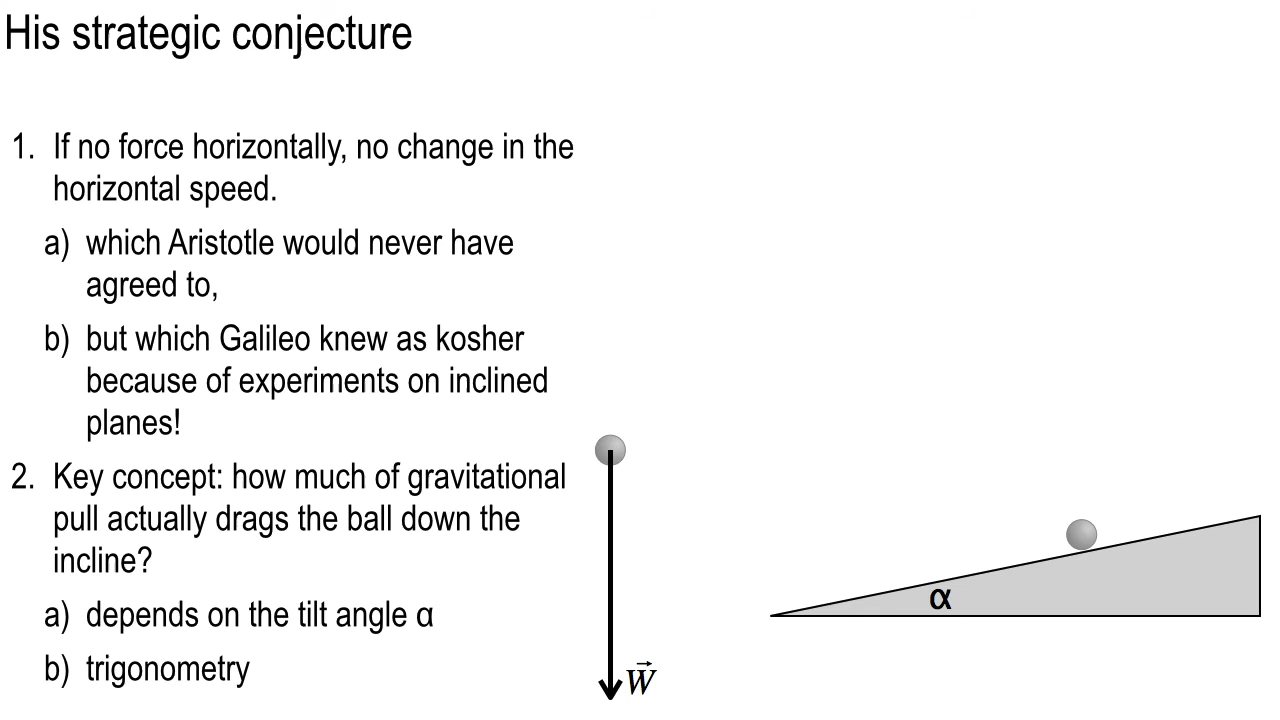 His strategic conjecture
1. If no force horizontally, no change in the
horizontal speed.
a) which Aristotle would never have
agreed to,
b) but which Galileo knew as kosher
because of experiments on inclined
planes!
2. Key concept: how much of gravitational
pull actually drags the ball down the
incline?
a) depends on the tilt angle α
b) trigonometry
W⃗
α